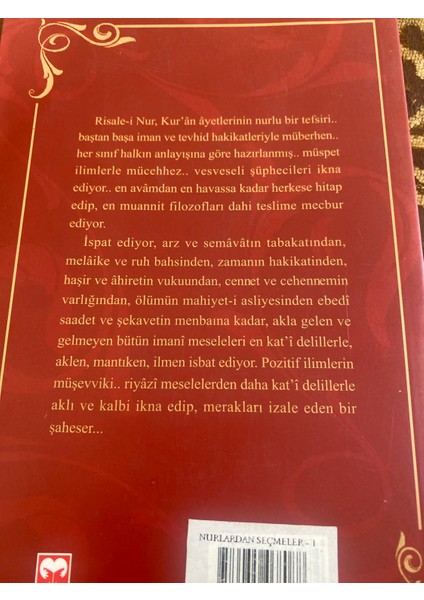 Risale-i Nur, Kur'ân âyetlerinin nurlu bir tefsiri..
baştan başa iman ve tevhid hakikatleriyle müberhen..
her sınıf halkın anlayışına göre hazırlanmış.. müspet
ilimlerle mücehhez.. vesveseli şüphecileri ikna
ediyor.. en avâmdan en havassa kadar herkese hitap
edip, en muannit filozofları dahi teslime mecbur
ediyor.
İspat ediyor, arz ve semâvâtın tabakatından,
melâike ve ruh bahsinden, zamanın hakikatinden,
haşir ve âhiretin vukuundan, cennet ve cehennemin
varlığından, ölümün mahiyet-i asliyesinden ebedî
saadet ve şekavetin menbaına kadar, akla gelen ve
gelmeyen bütün imanî meseleleri en kat'î delillerle,
aklen, mantıken, ilmen isbat ediyor. Pozitif ilimlerin
müşevviki.. riyâzî meselelerden daha kat'î delillerle
aklı ve kalbi ikna edip, merakları izale eden bir
şaheser...
NURLARDAN SEÇMELER - 1